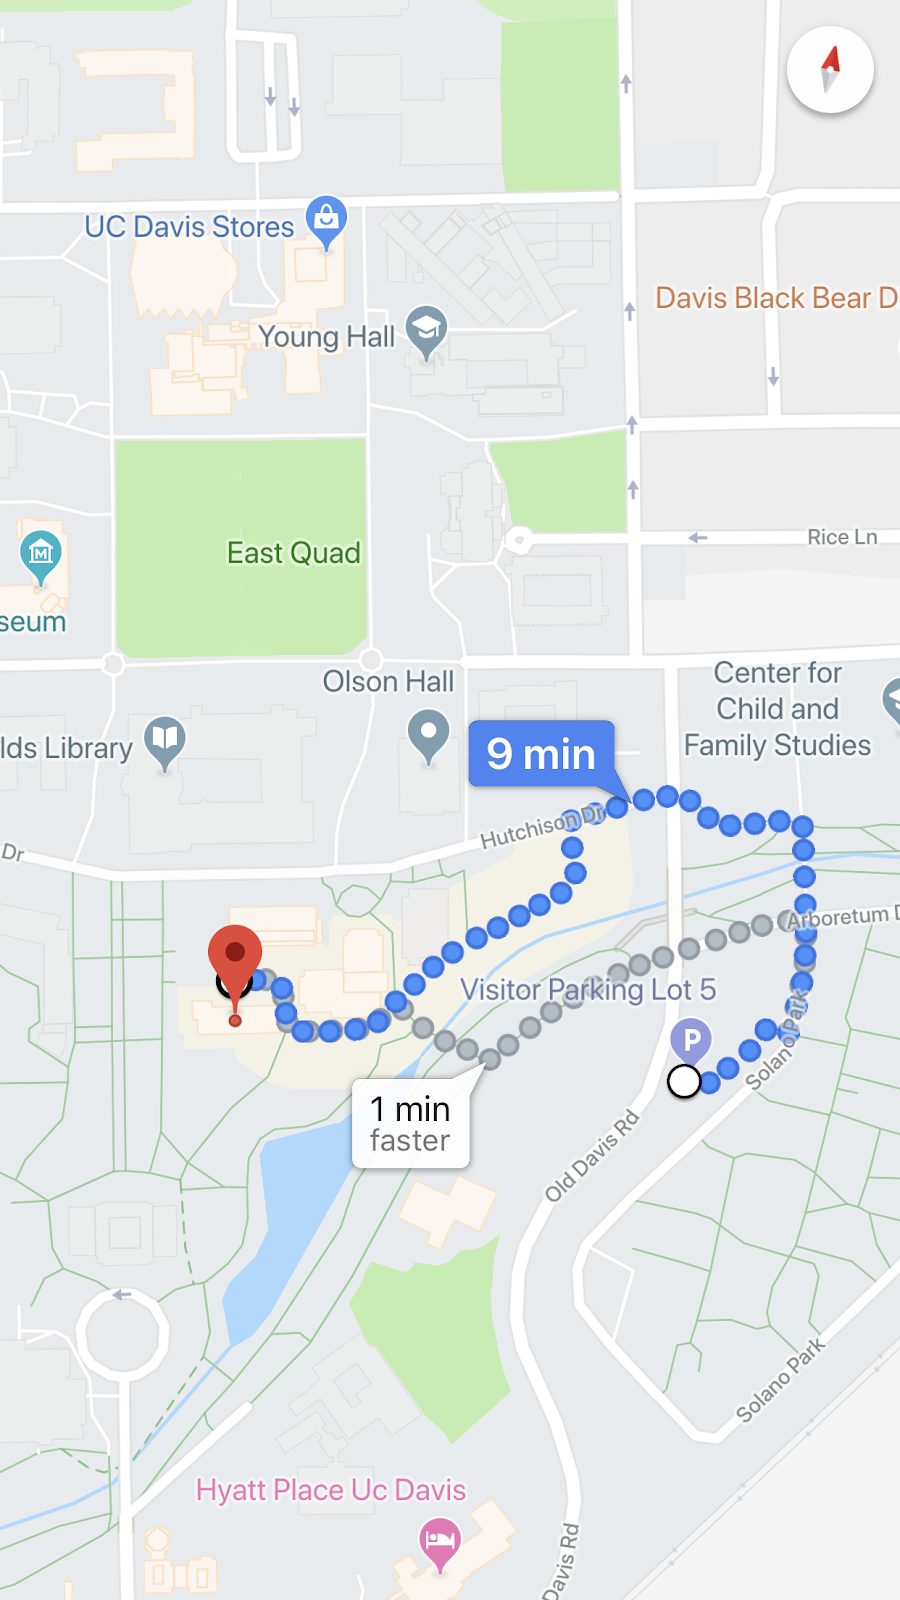 UC Davis Stores
Davis Black Bear D
Young Hall
Rice Ln
East Quad
M
seum
Olson Hall
Center for
Child and
Family Studies
lds Library
9 min
Hutchison Dr
Dr
Arboretum D
Visitor Parking Lot 5
P
Solano Park
1 min
faster
Old Davis Rd
Solano Park
Hyatt Place Uc Davis
Davis Rd